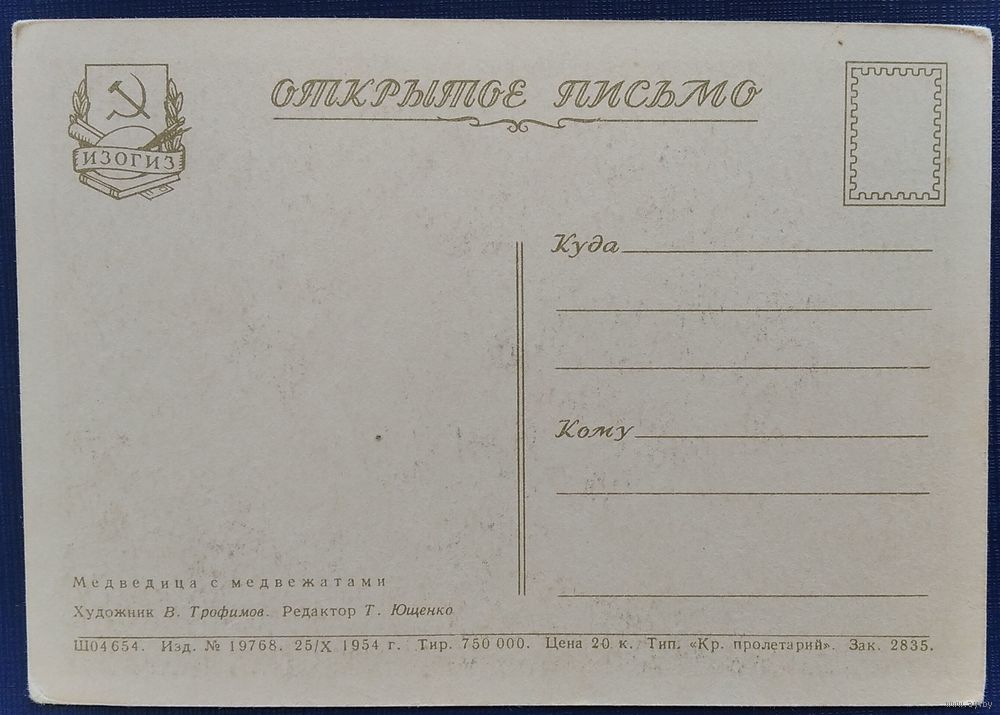 ОТКРЫТОЕ ПИСЬМО
ИЗОГИЗ
Куда
Кому
Медведица с медвежатами
Художник В. Трофимов. Редактор Т. Ющенко
Ш04654. Изд. № 19768. 25/X 1954 г. Тир. 750 000. Цена 20 к. Тип. «Кр. пролетарий». Зак. 2835.